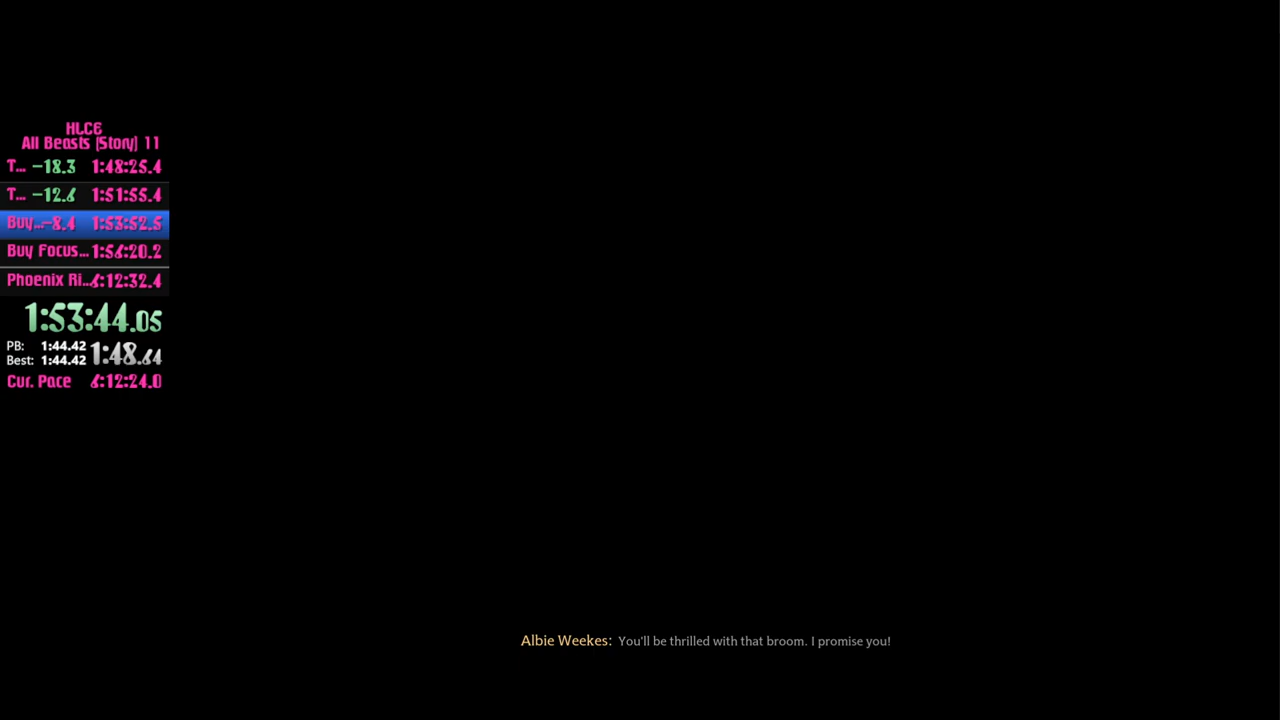 HLCE
All Beasts (Story) 11
T... −18.3 1:48:25.4
T... −12.6 1:51:55.4
Buy...−8.4 1:53:52.5
Buy Focus... 1:56:20.2
Phoenix Ri... 6:12:32.4
1:53:44.05
PB: 1:44.42 1:48.64
Best: 1:44.42
Cur. Pace 6:12:24.0
Albie Weekes: You'll be thrilled with that broom. I promise you!